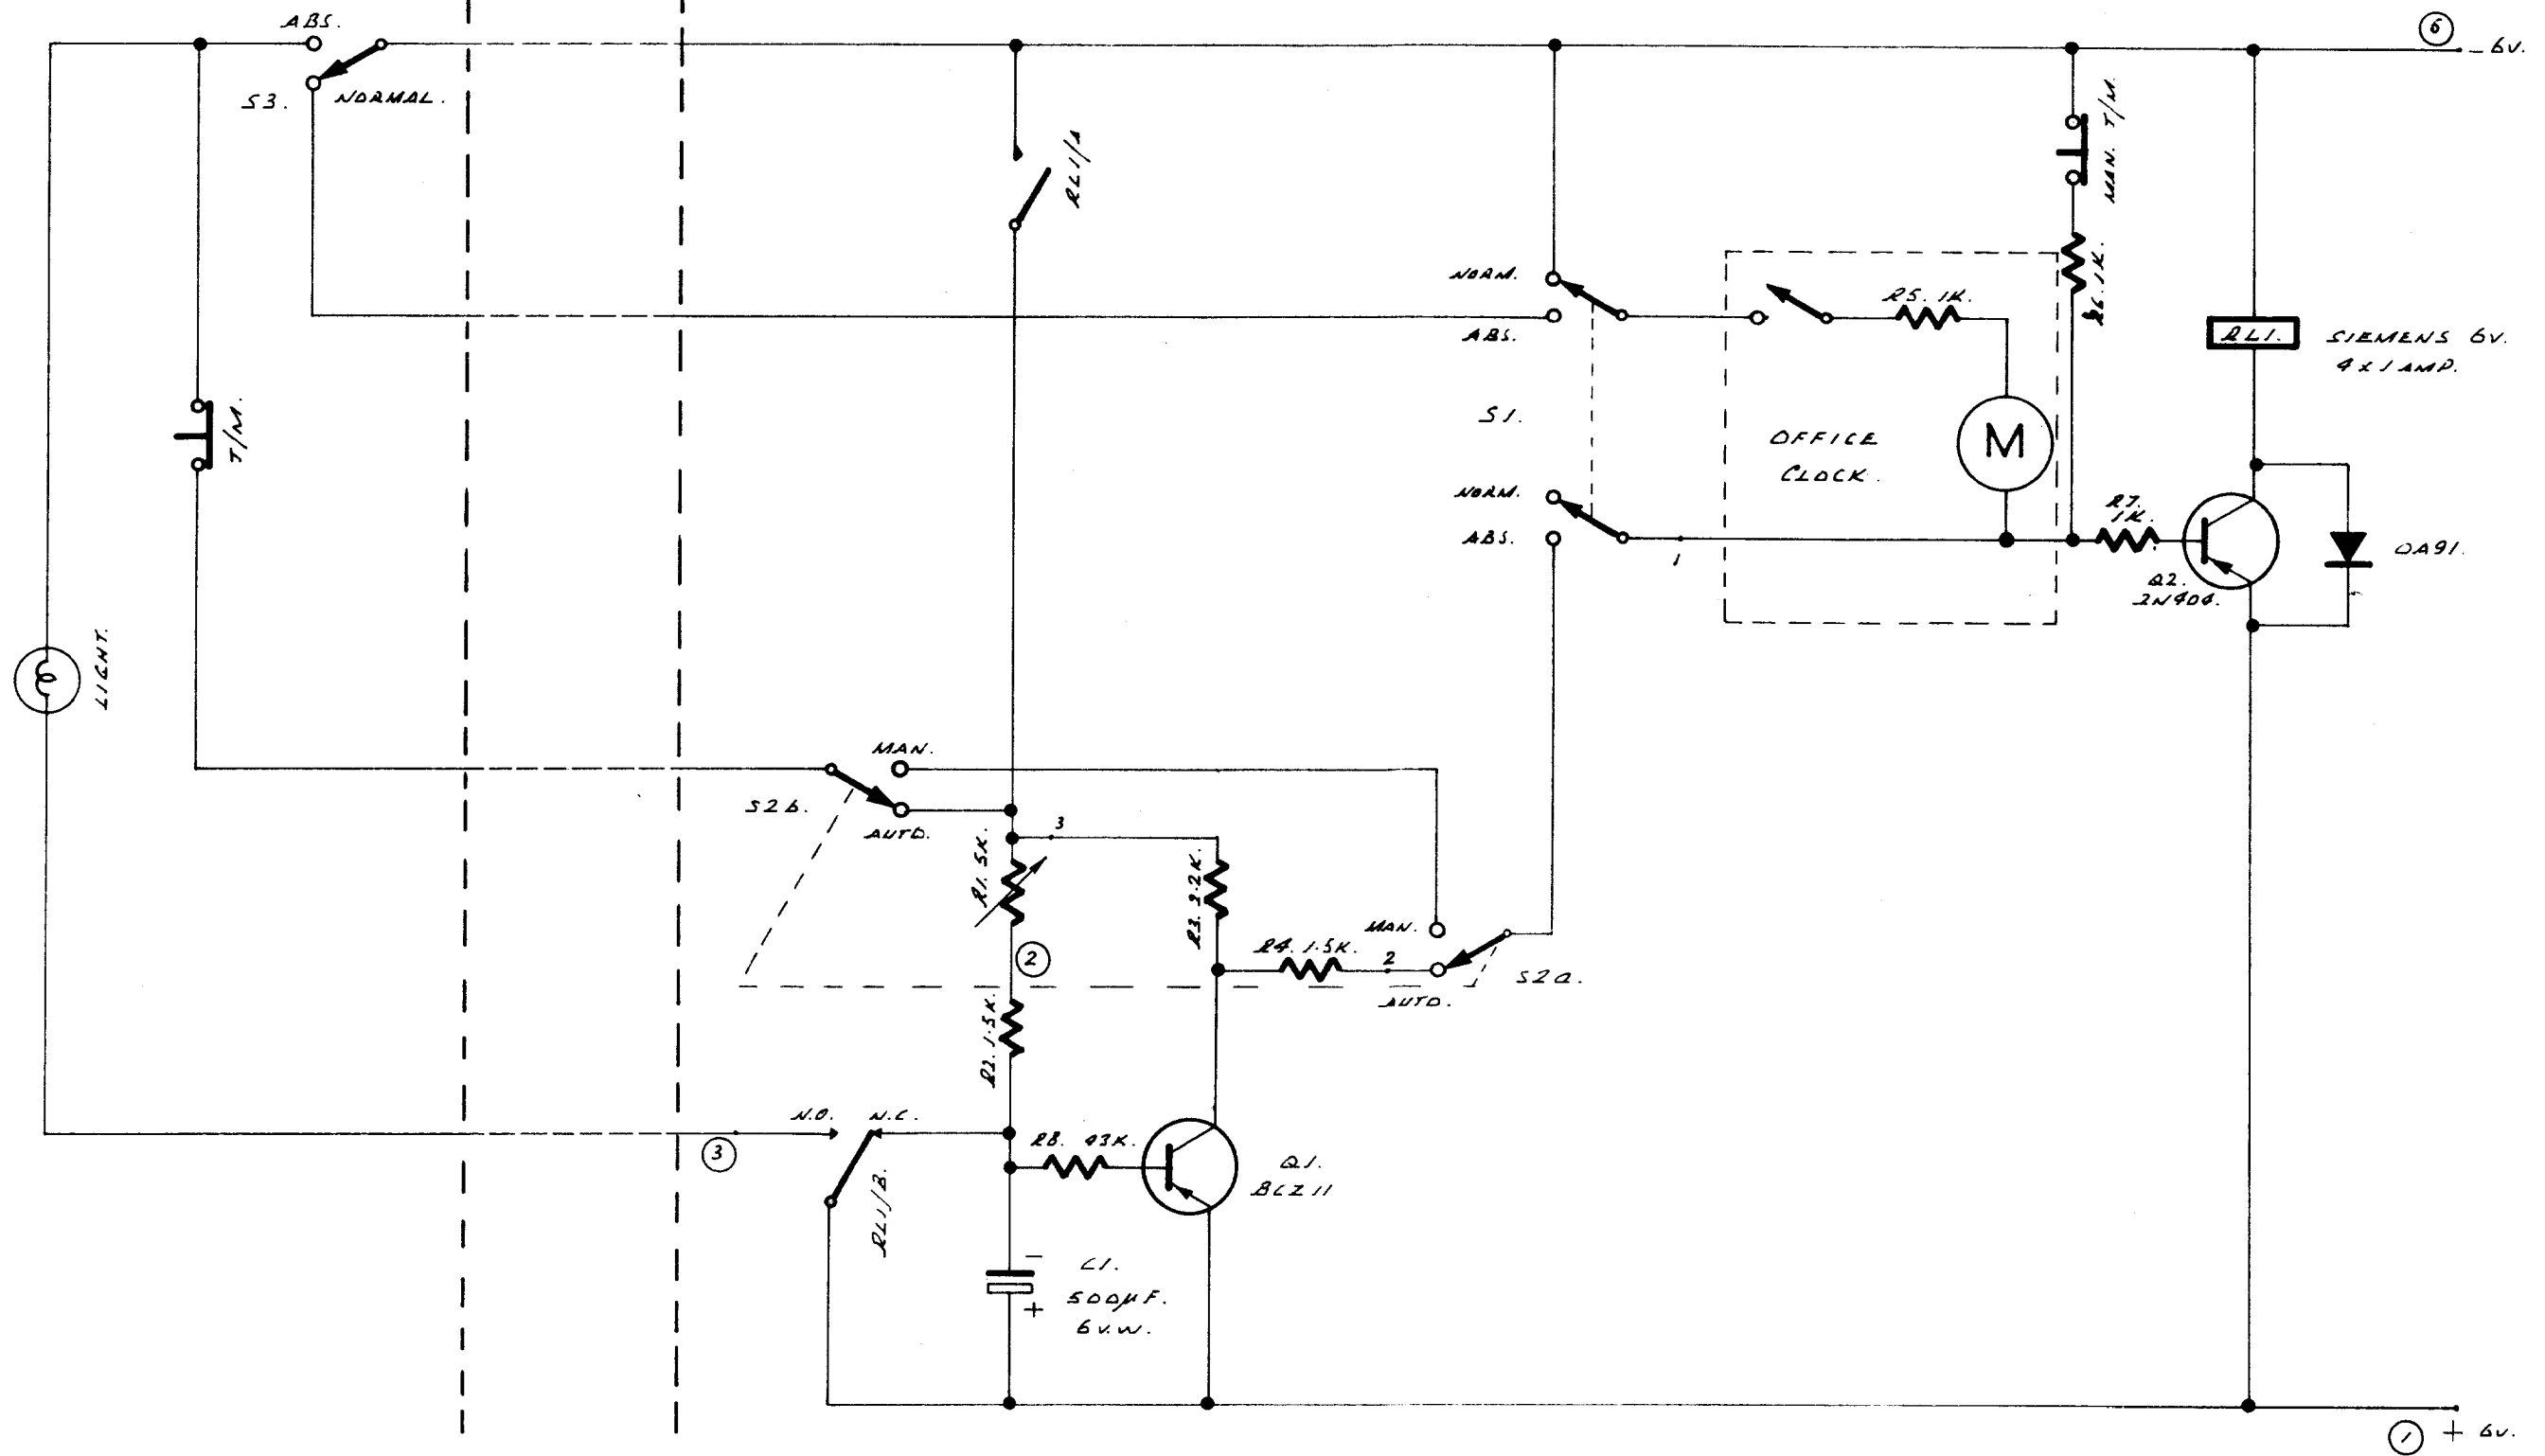 ABS.
S3.
NORMAL.
6
- 6V.
RL1/A
MAN. T/M.
R6. 1K.
NORM.
ABS.
S1.
NORM.
ABS.
R5. 1K.
M
OFFICE
CLOCK.
RL1.
SIEMENS 6V.
4 x 1 AMP.
T/M.
1
R7.
1K.
Q2.
2N404.
OA91.
LIGHT.
MAN.
S2b.
AUTO.
3
R1. 5K.
R3. 2.2K.
2
R4. 1.5K.
2
MAN.
AUTO.
S2a.
R2. 1.5K.
N.O.
N.C.
3
RL1/B.
R8. 43K.
Q1.
BCZ 11
-
+
C1.
500µF.
6V.W.
1
+ 6V.